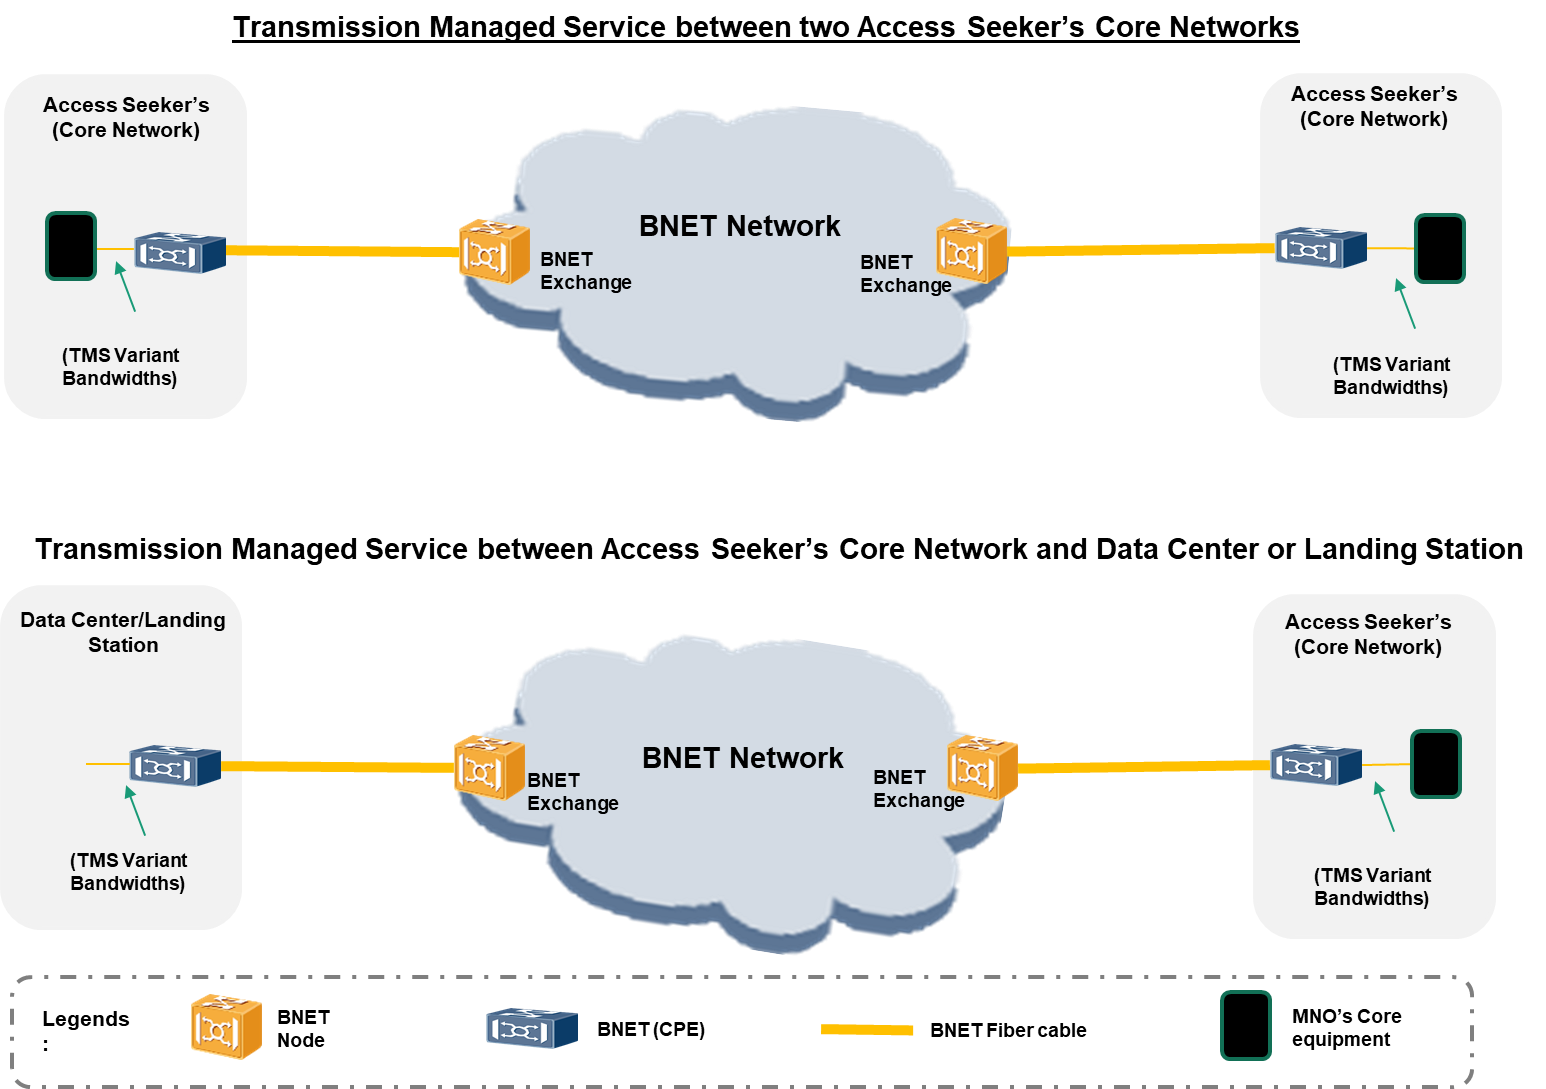 Transmission Managed Service between two Access Seeker’s Core Networks
Access Seeker’s
(Core Network)
Access Seeker’s
(Core Network)
BNET Network
BNET
Exchange
BNET
Exchange
(TMS Variant
Bandwidths)
(TMS Variant
Bandwidths)
Transmission Managed Service between Access Seeker’s Core Network and Data Center or Landing Station
Data Center/Landing
Station
Access Seeker’s
(Core Network)
BNET Network
BNET
Exchange
BNET
Exchange
(TMS Variant
Bandwidths)
(TMS Variant
Bandwidths)
Legends
:
BNET
Node
BNET (CPE)
BNET Fiber cable
MNO’s Core
equipment